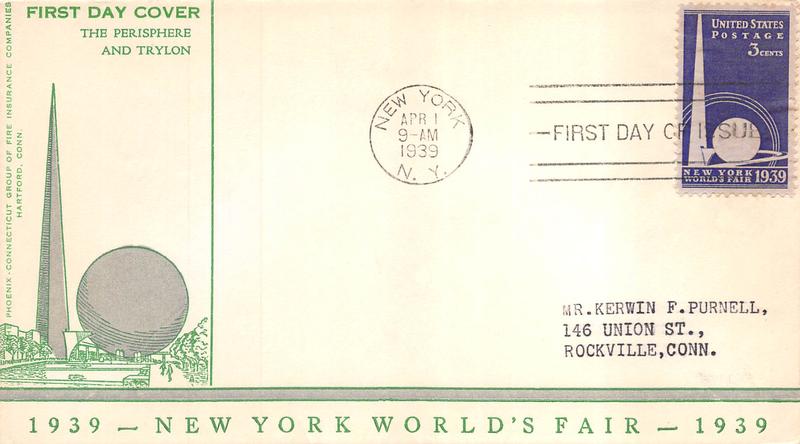 PHOENIX-CONNECTICUT GROUP OF FIRE INSURANCE COMPANIES
HARTFORD, CONN.
FIRST DAY COVER
THE PERISPHERE
AND TRYLON
NEW YORK
APR 1
9-AM
1939
N. Y.
FIRST DAY OF ISSUE
UNITED STATES
POSTAGE
3 CENTS
NEW YORK
WORLD'S FAIR 1939
MR.KERWIN F.PURNELL,
146 UNION ST.,
ROCKVILLE,CONN.
1939 — NEW YORK WORLD'S FAIR — 1939